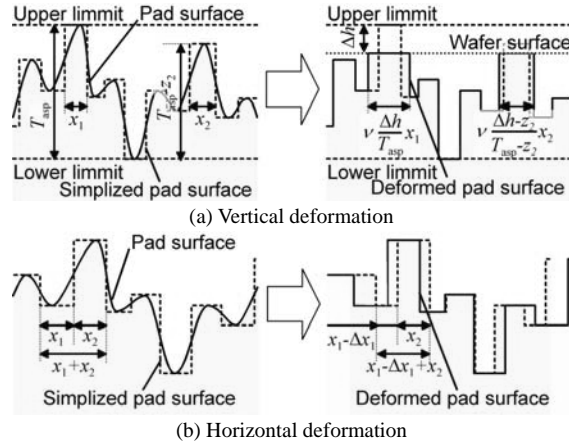 Upper limmit
Pad surface
T_asp
x_1
x_2
Simplized pad surface
Lower limmit
Upper limmit
Δh
Wafer surface
ν Δh/T_asp x_1
ν Δh-z_2/T_asp-z_2 x_2
Lower limmit
Deformed pad surface
(a) Vertical deformation
Pad surface
x_1
x_2
x_1+x_2
Simplized pad surface
x_1-Δx_1
x_2
x_1-Δx_1+x_2
Deformed pad surface
(b) Horizontal deformation